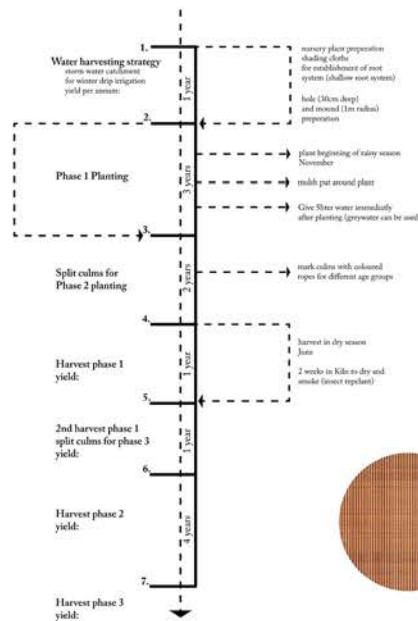 1.
Water harvesting strategy
storm water catchment
for winter drip irrigation
yield per annum:
1 year
nursery plant preparation
shading cloths
for establishment of root
system (shallow root system)
hole (30cm deep)
and mound (1m radius)
preperation
2.
Phase 1 Planting
3 years
plant beginning of rainy season
November
mulsh put around plant
Give 5liter water immediately
after planting (greywater can be used)
3.
Split culms for
Phase 2 planting
2 years
mark culms with coloured
ropes for different age groups
4.
Harvest phase 1
yield:
1 year
harvest in dry season
June
2 weeks in Kiln to dry and
smoke (insect repelant)
5.
2nd harvest phase 1
split culms for phase 3
yield:
1 year
6.
Harvest phase 2
yield:
4 years
7.
Harvest phase 3
yield: